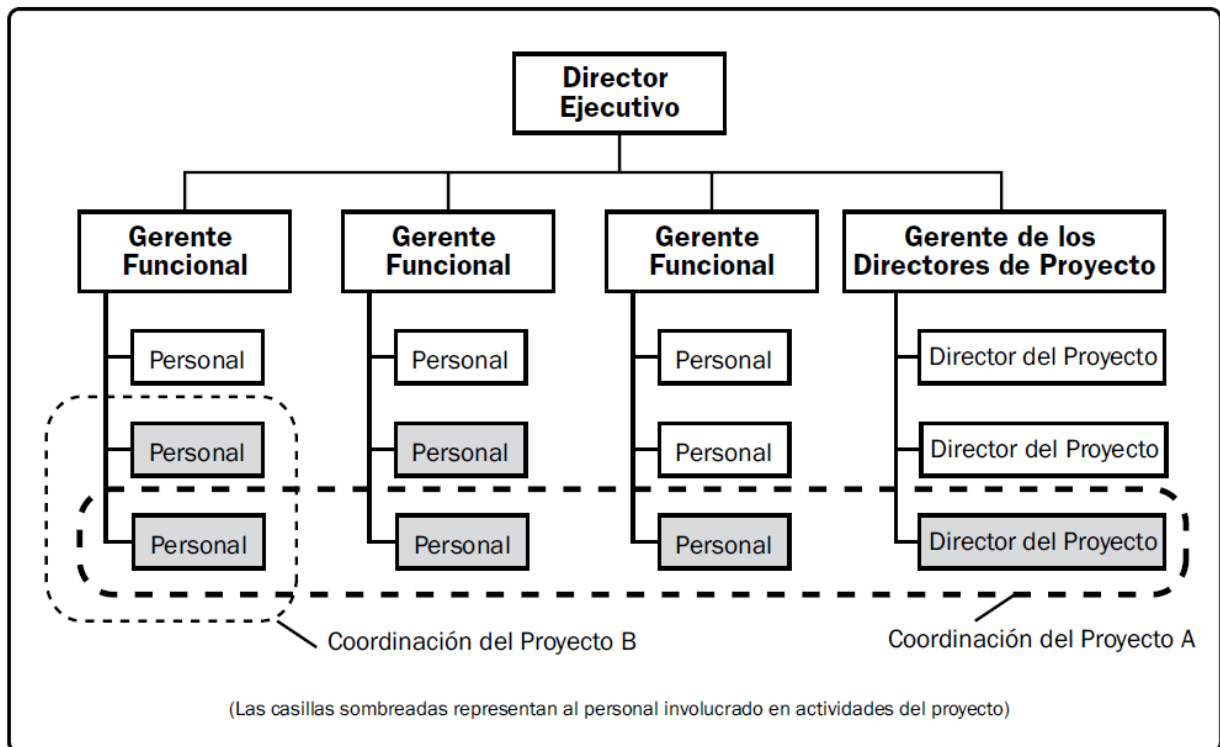 Director
Ejecutivo
Gerente
Funcional
Gerente
Funcional
Gerente
Funcional
Gerente de los
Directores de Proyecto
Personal
Personal
Personal
Director del Proyecto
Personal
Personal
Personal
Director del Proyecto
Personal
Personal
Personal
Director del Proyecto
Coordinación del Proyecto B
Coordinación del Proyecto A
(Las casillas sombreadas representan al personal involucrado en actividades del proyecto)